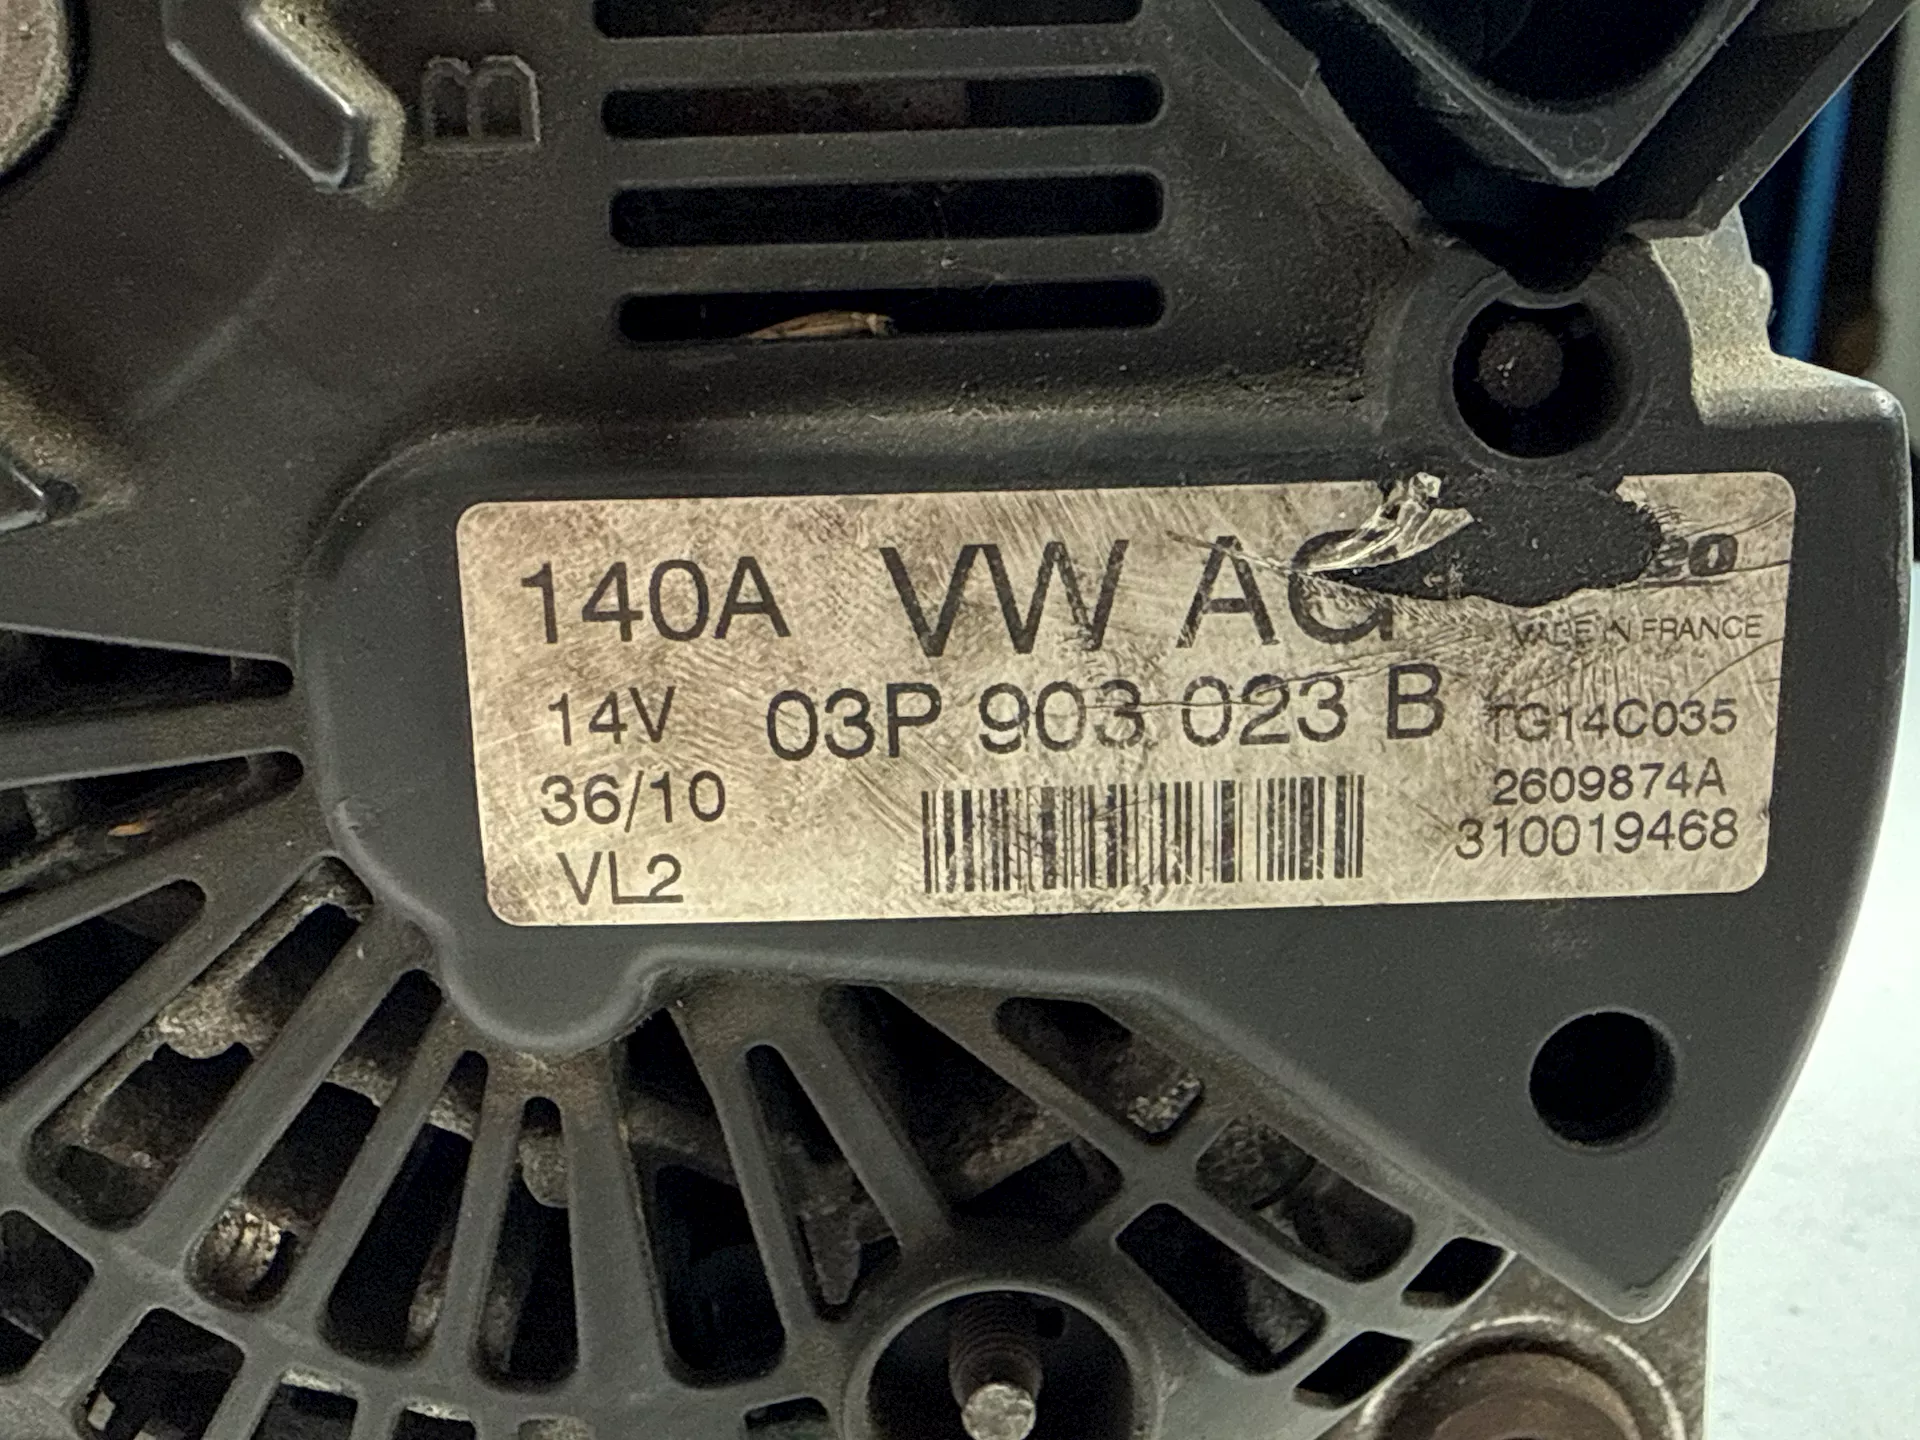 B
140A VW AG
MADE IN FRANCE
14V 03P 903 023 B TG14C035
36/10 2609874A
310019468
VL2